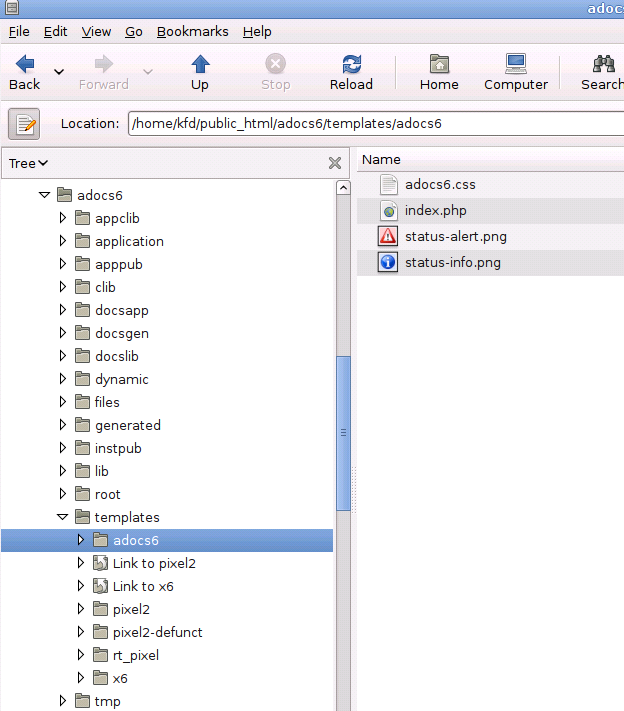 adocs
File Edit View Go Bookmarks Help
Back Forward Up Stop Reload Home Computer Search
Location: /home/kfd/public_html/adocs6/templates/adocs6
Tree
Name
adocs6
appclib
application
apppub
clib
docsapp
docsgen
docslib
dynamic
files
generated
instpub
lib
root
templates
adocs6
Link to pixel2
Link to x6
pixel2
pixel2-defunct
rt_pixel
x6
tmp
adocs6.css
index.php
status-alert.png
status-info.png